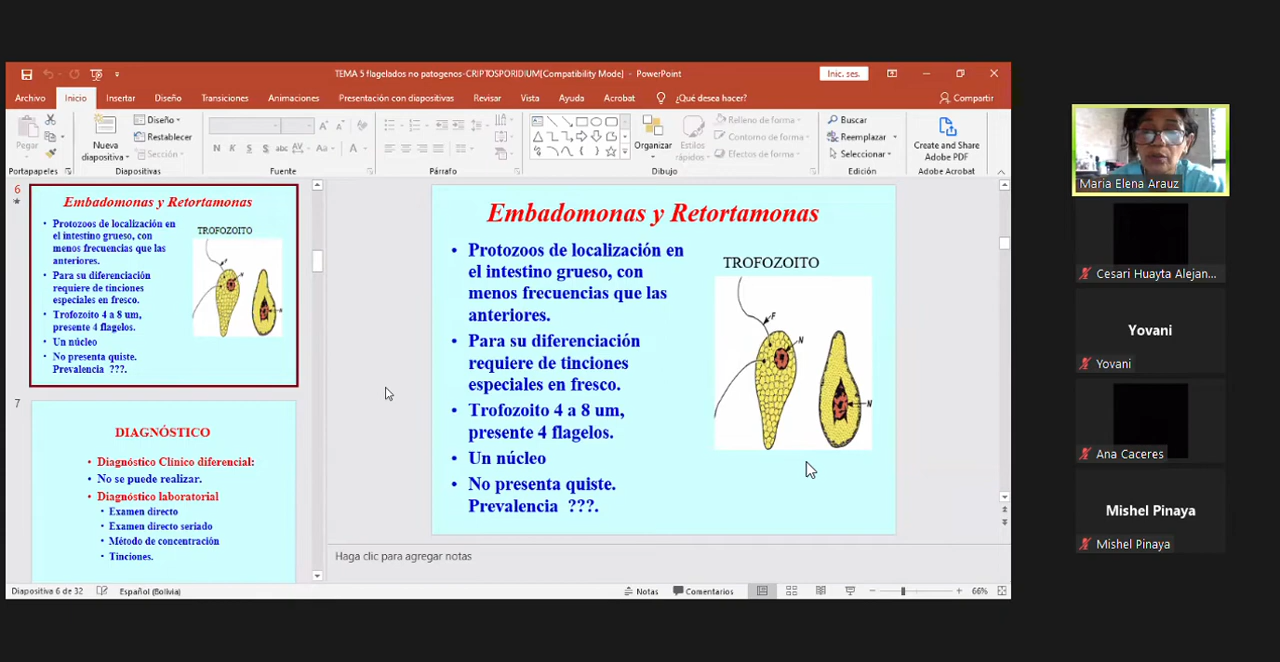 TEMA 5 flagelados no patogenos-CRIPTOSPORIDIUM[Compatibility Mode] - PowerPoint
Inic. ses.
Archivo Inicio Insertar Diseño Transiciones Animaciones Presentación con diapositivas Revisar Vista Ayuda Acrobat ¿Qué desea hacer? Compartir
Pegar
Nueva diapositiva
Diseño
Restablecer
Sección
N K S S abc AV Aa A
Organizar
Estilos rápidos
Relleno de forma
Contorno de forma
Efectos de forma
Buscar
Reemplazar
Seleccionar
Create and Share
Adobe PDF
Portapapeles Diapositivas Fuente Párrafo Dibujo Edición Adobe Acrobat
6
Embadomonas y Retortamonas
• Protozoos de localización en
el intestino grueso, con
menos frecuencias que las
anteriores.
• Para su diferenciación
requiere de tinciones
especiales en fresco.
• Trofozoito 4 a 8 um,
presente 4 flagelos.
• Un núcleo
• No presenta quiste.
Prevalencia ???.
TROFOZOITO
7
DIAGNÓSTICO
• Diagnóstico Clínico diferencial:
• No se puede realizar.
• Diagnóstico laboratorial
• Examen directo
• Examen directo seriado
• Método de concentración
• Tinciones.
Embadomonas y Retortamonas
• Protozoos de localización en
el intestino grueso, con
menos frecuencias que las
anteriores.
• Para su diferenciación
requiere de tinciones
especiales en fresco.
• Trofozoito 4 a 8 um,
presente 4 flagelos.
• Un núcleo
• No presenta quiste.
Prevalencia ???.
TROFOZOITO
F
N
N
Haga clic para agregar notas
Diapositiva 6 de 32 Español (Bolivia) Notas Comentarios 66%
Maria Elena Arauz
Cesari Huayta Alejan...
Yovani
Yovani
Ana Caceres
Mishel Pinaya
Mishel Pinaya